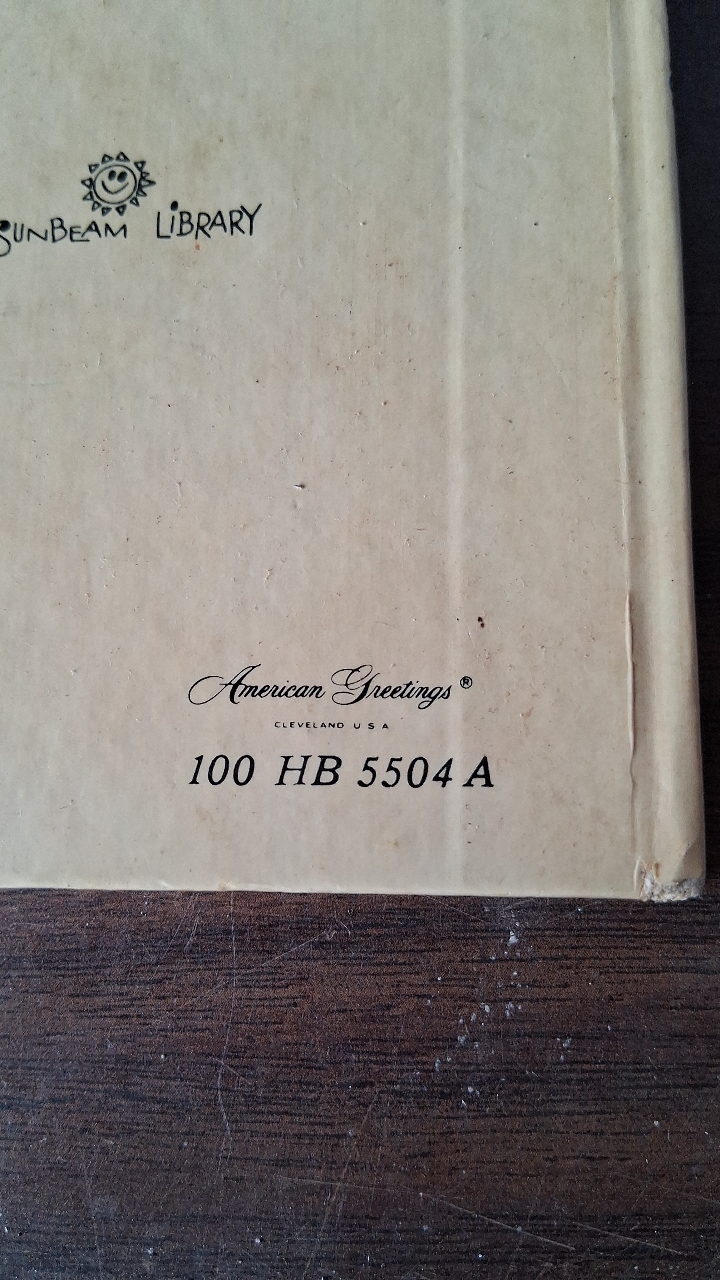 SUNBEAM LiBRARY
American Greetings®
CLEVELAND U S A
100 HB 5504 A